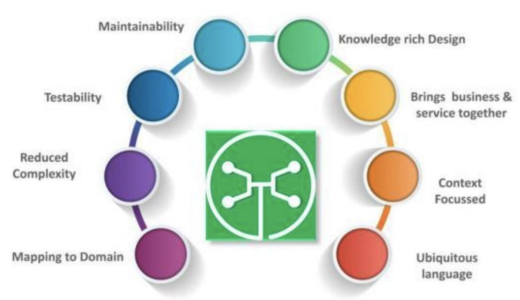 Maintainability
Knowledge rich Design
Testability
Brings business &
service together
Reduced
Complexity
Context
Focussed
Mapping to Domain
Ubiquitous
language